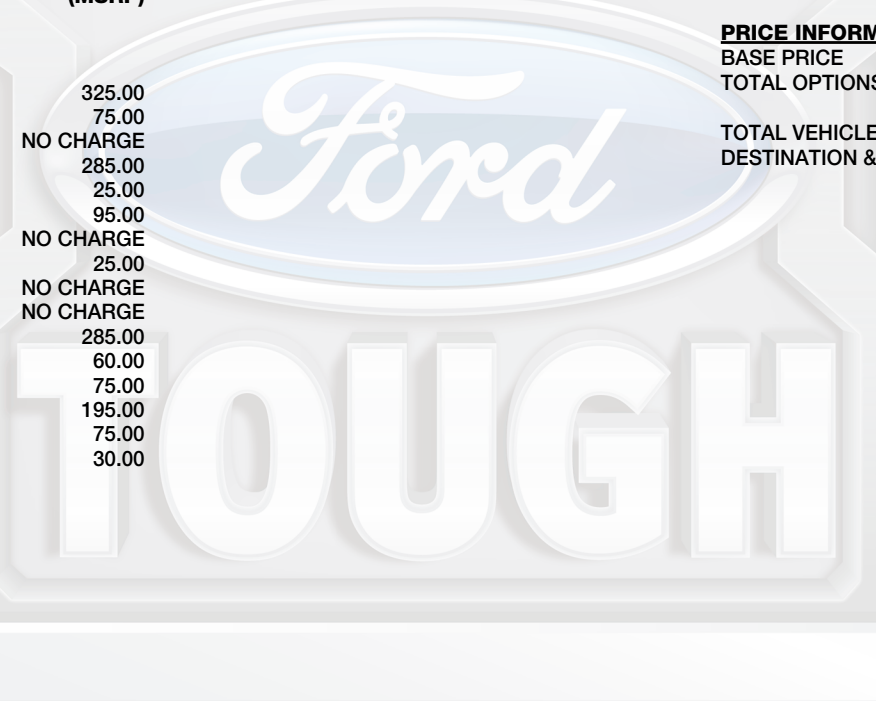 (MSRP)
325.00
75.00
NO CHARGE
285.00
25.00
95.00
NO CHARGE
25.00
NO CHARGE
NO CHARGE
285.00
60.00
75.00
195.00
75.00
30.00
PRICE INFORM
BASE PRICE
TOTAL OPTIONS
TOTAL VEHICLE
DESTINATION &
Ford
TOUGH